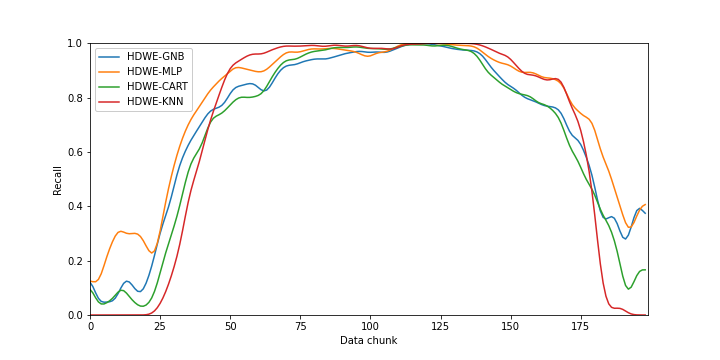 1.0
0.8
0.6
0.4
0.2
0.0
Recall
HDWE-GNB
HDWE-MLP
HDWE-CART
HDWE-KNN
0 25 50 75 100 125 150 175
Data chunk